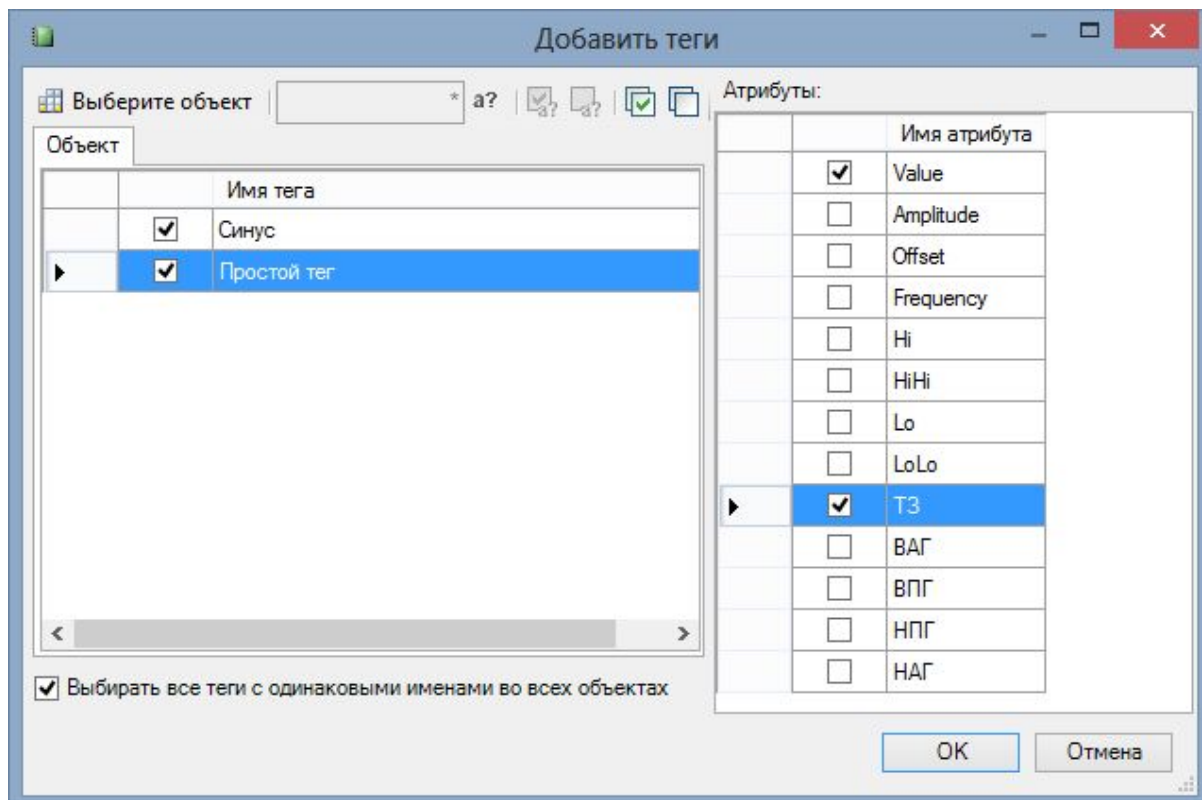 Добавить теги
Выберите объект * a?
Объект
Имя тега
Синус
Простой тег
Выбирать все теги с одинаковыми именами во всех объектах
Атрибуты:
Имя атрибута
Value
Amplitude
Offset
Frequency
Hi
HiHi
Lo
LoLo
ТЗ
ВАГ
ВПГ
НПГ
НАГ
OK Отмена